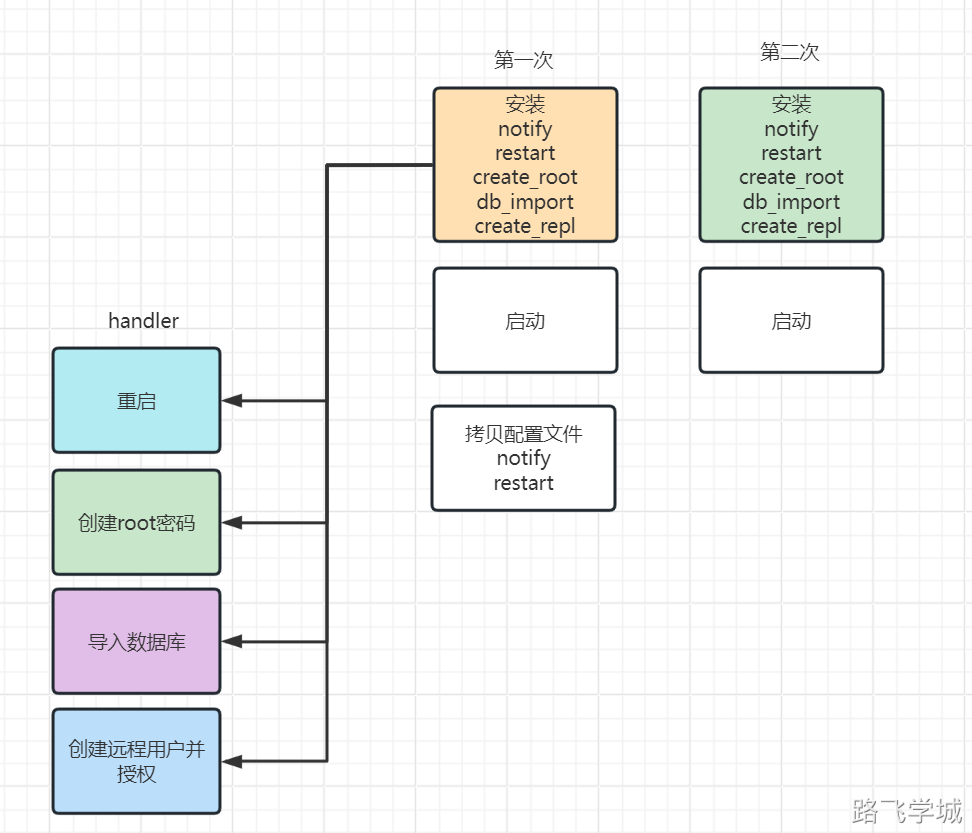 第一次
安装
notify
restart
create_root
db_import
create_repl
启动
拷贝配置文件
notify
restart
第二次
安装
notify
restart
create_root
db_import
create_repl
启动
handler
重启
创建root密码
导入数据库
创建远程用户并
授权
路飞学城